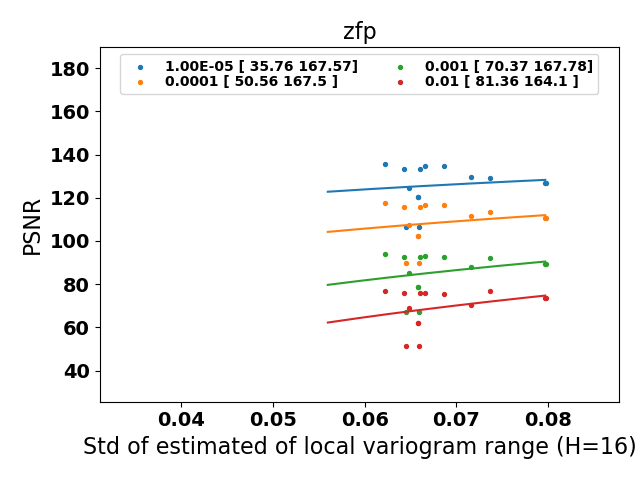 zfp
1.00E-05 [ 35.76 167.57]
0.0001 [ 50.56 167.5 ]
0.001 [ 70.37 167.78]
0.01 [ 81.36 164.1 ]
PSNR
180
160
140
120
100
80
60
40
0.04 0.05 0.06 0.07 0.08
Std of estimated of local variogram range (H=16)